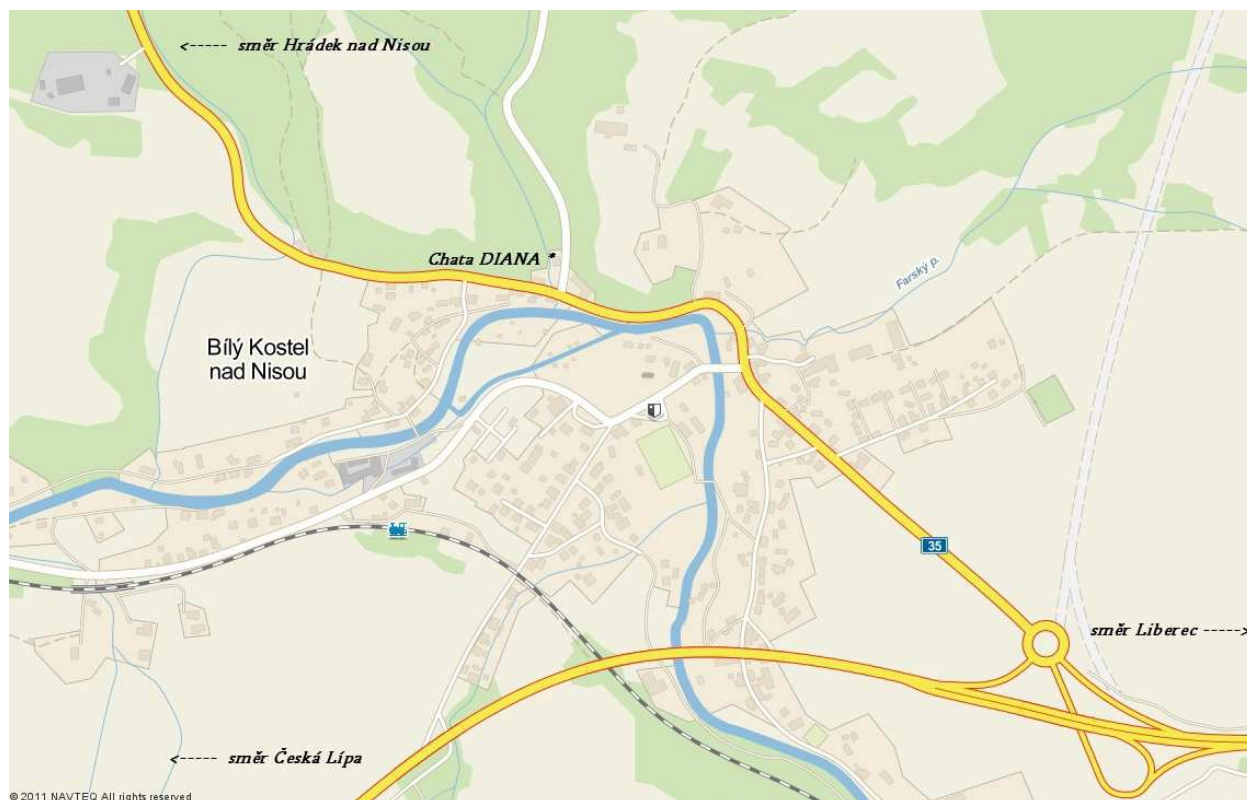 <----- směr Hrádek nad Nisou
Chata DIANA *
Farský p.
Bílý Kostel
nad Nisou
35
směr Liberec ----->
<----- směr Česká Lípa
© 2011 NAVTEQ All rights reserved